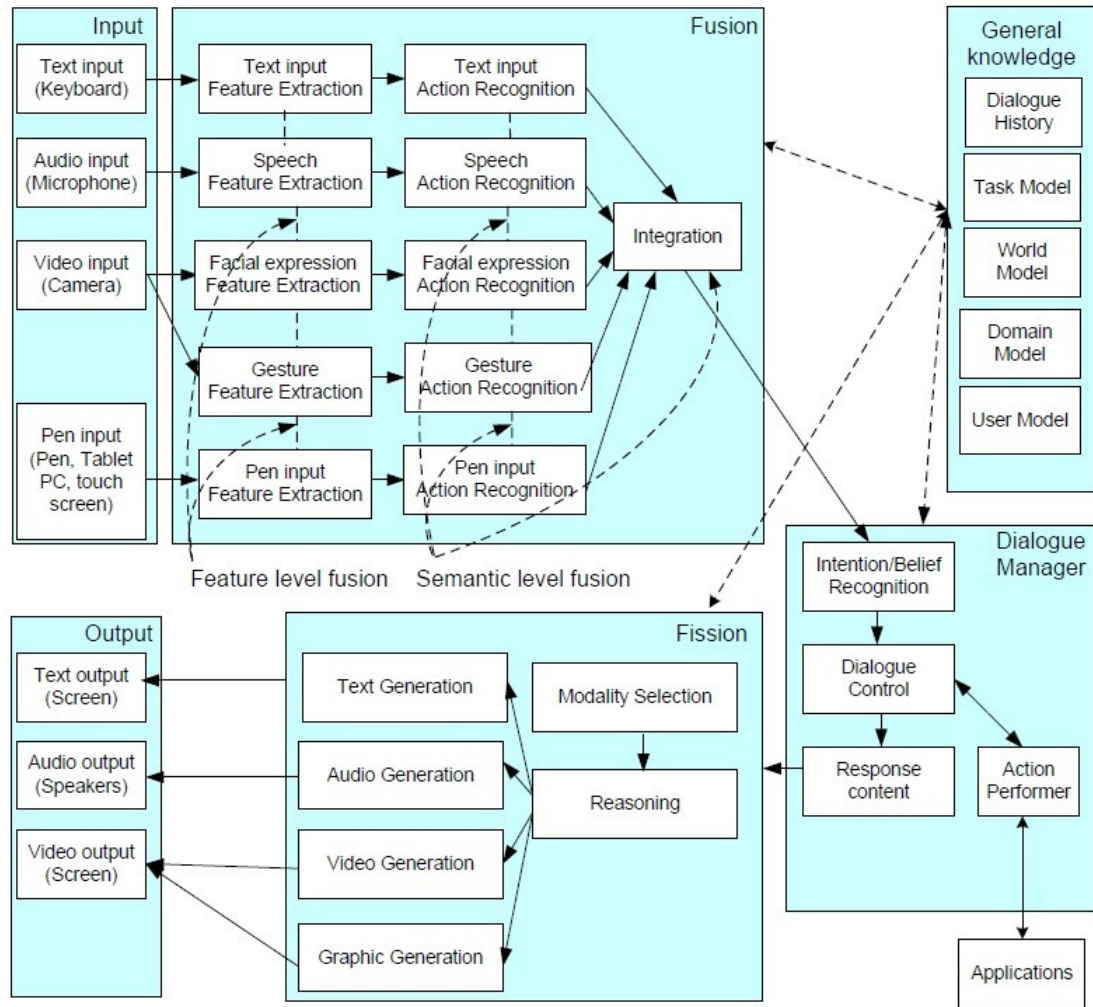 Input
Text input
(Keyboard)
Audio input
(Microphone)
Video input
(Camera)
Pen input
(Pen, Tablet
PC, touch
screen)
Fusion
Text input
Feature Extraction
Text input
Action Recognition
Speech
Feature Extraction
Speech
Action Recognition
Facial expression
Feature Extraction
Facial expression
Action Recognition
Gesture
Feature Extraction
Gesture
Action Recognition
Pen input
Feature Extraction
Pen input
Action Recognition
Integration
Feature level fusion
Semantic level fusion
General
knowledge
Dialogue
History
Task Model
World
Model
Domain
Model
User Model
Dialogue
Manager
Intention/Belief
Recognition
Dialogue
Control
Response
content
Action
Performer
Applications
Fission
Modality Selection
Reasoning
Text Generation
Audio Generation
Video Generation
Graphic Generation
Output
Text output
(Screen)
Audio output
(Speakers)
Video output
(Screen)